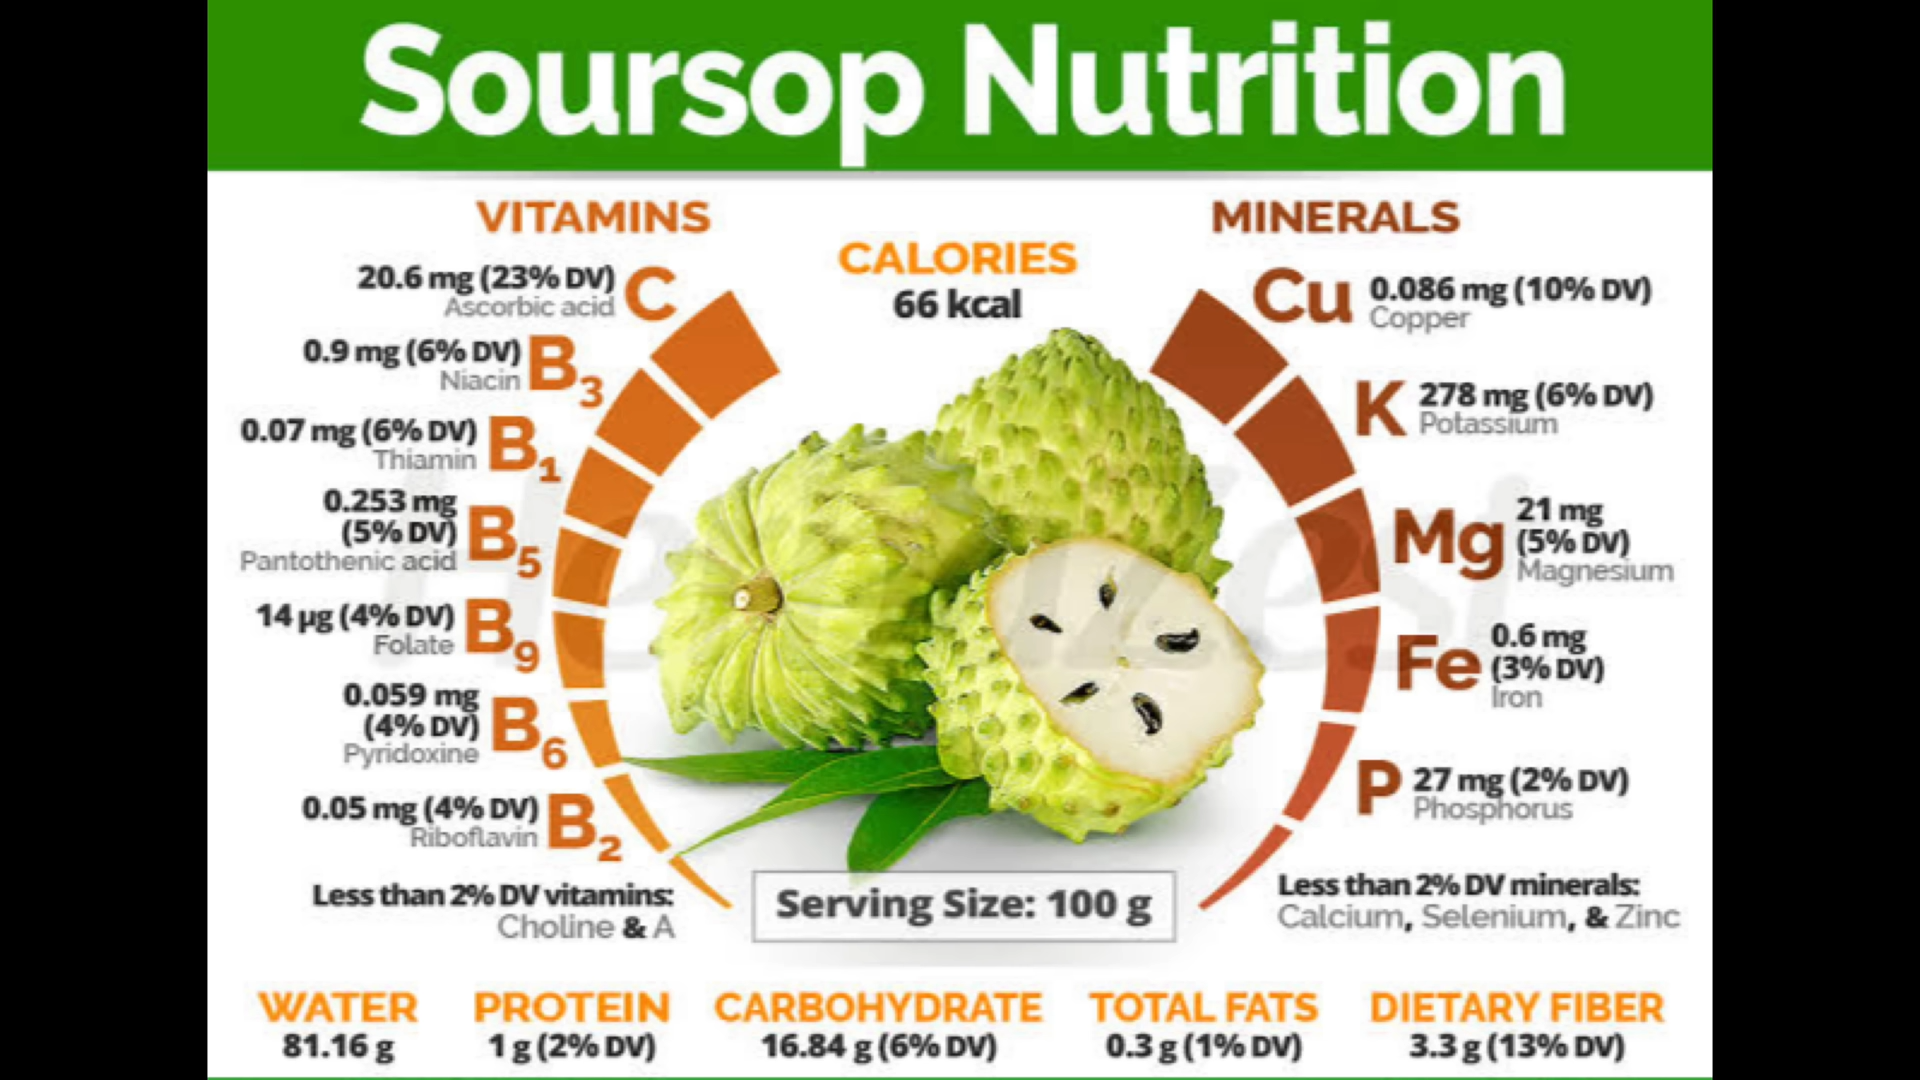 Soursop Nutrition
VITAMINS
20.6 mg (23% DV)
Ascorbic acid
C
0.9 mg (6% DV)
Niacin
B3
0.07 mg (6% DV)
Thiamin
B1
0.253 mg
(5% DV)
Pantothenic acid
B5
14 µg (4% DV)
Folate
B9
0.059 mg
(4% DV)
Pyridoxine
B6
0.05 mg (4% DV)
Riboflavin
B2
Less than 2% DV vitamins:
Choline & A
CALORIES
66 kcal
Serving Size: 100 g
MINERALS
Cu
0.086 mg (10% DV)
Copper
K
278 mg (6% DV)
Potassium
Mg
21 mg
(5% DV)
Magnesium
Fe
0.6 mg
(3% DV)
Iron
P
27 mg (2% DV)
Phosphorus
Less than 2% DV minerals:
Calcium, Selenium, & Zinc
WATER
81.16 g
PROTEIN
1 g (2% DV)
CARBOHYDRATE
16.84 g (6% DV)
TOTAL FATS
0.3 g (1% DV)
DIETARY FIBER
3.3 g (13% DV)